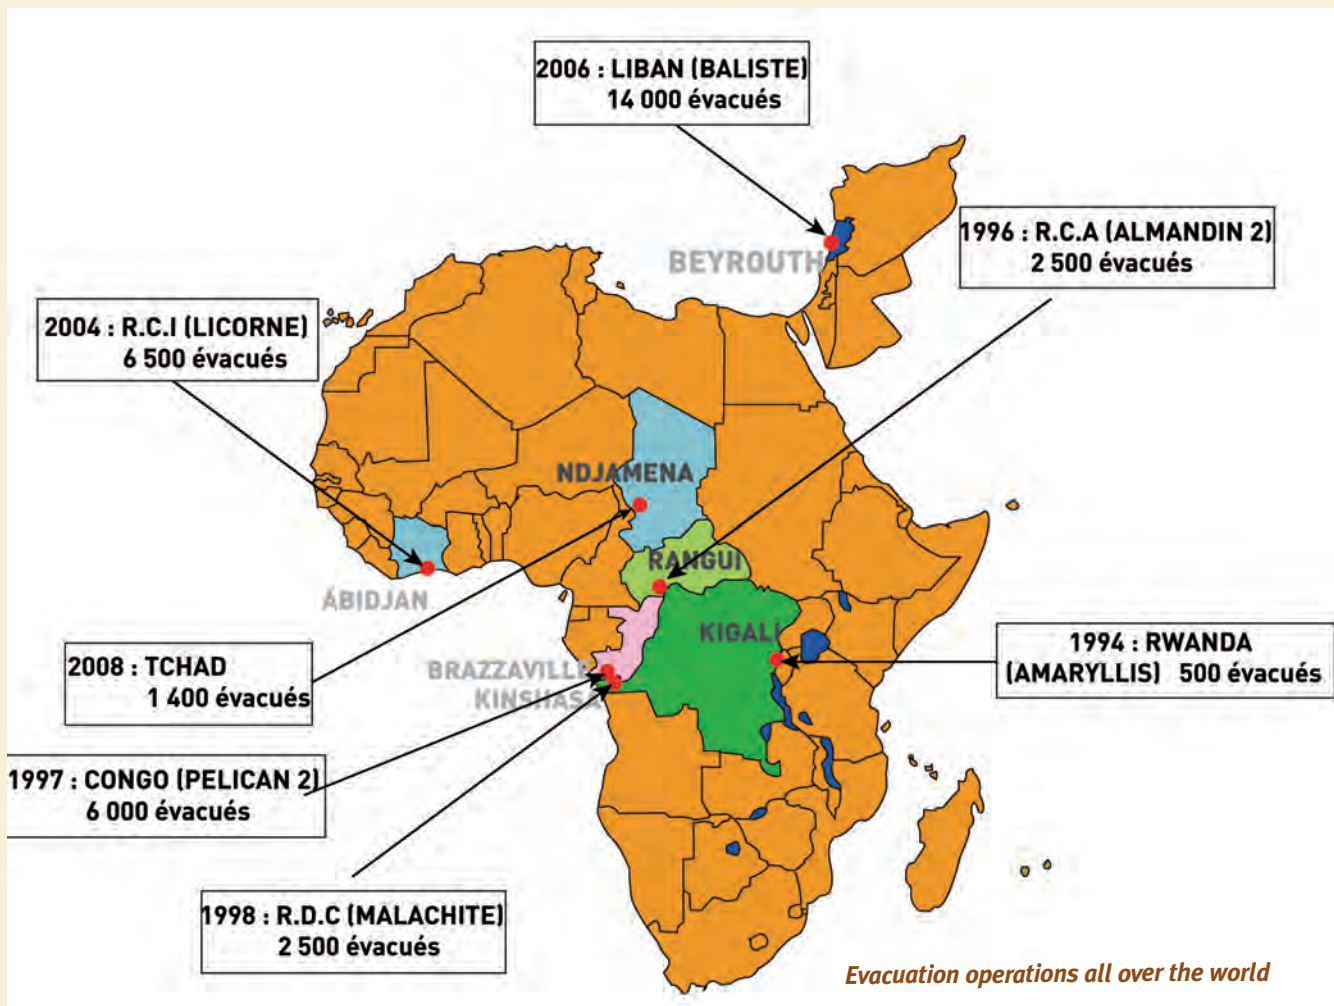 2006 : LIBAN (BALISTE)
14 000 évacués
1996 : R.C.A (ALMANDIN 2)
2 500 évacués
BEYROUTH
2004 : R.C.I (LICORNE)
6 500 évacués
NDJAMENA
RANGUI
ÁBIDJAN
KIGALI
1994 : RWANDA
(AMARYLLIS) 500 évacués
2008 : TCHAD
1 400 évacués
BRAZZAVILLE
KINSHASA
1997 : CONGO (PELICAN 2)
6 000 évacués
1998 : R.D.C (MALACHITE)
2 500 évacués
Evacuation operations all over the world